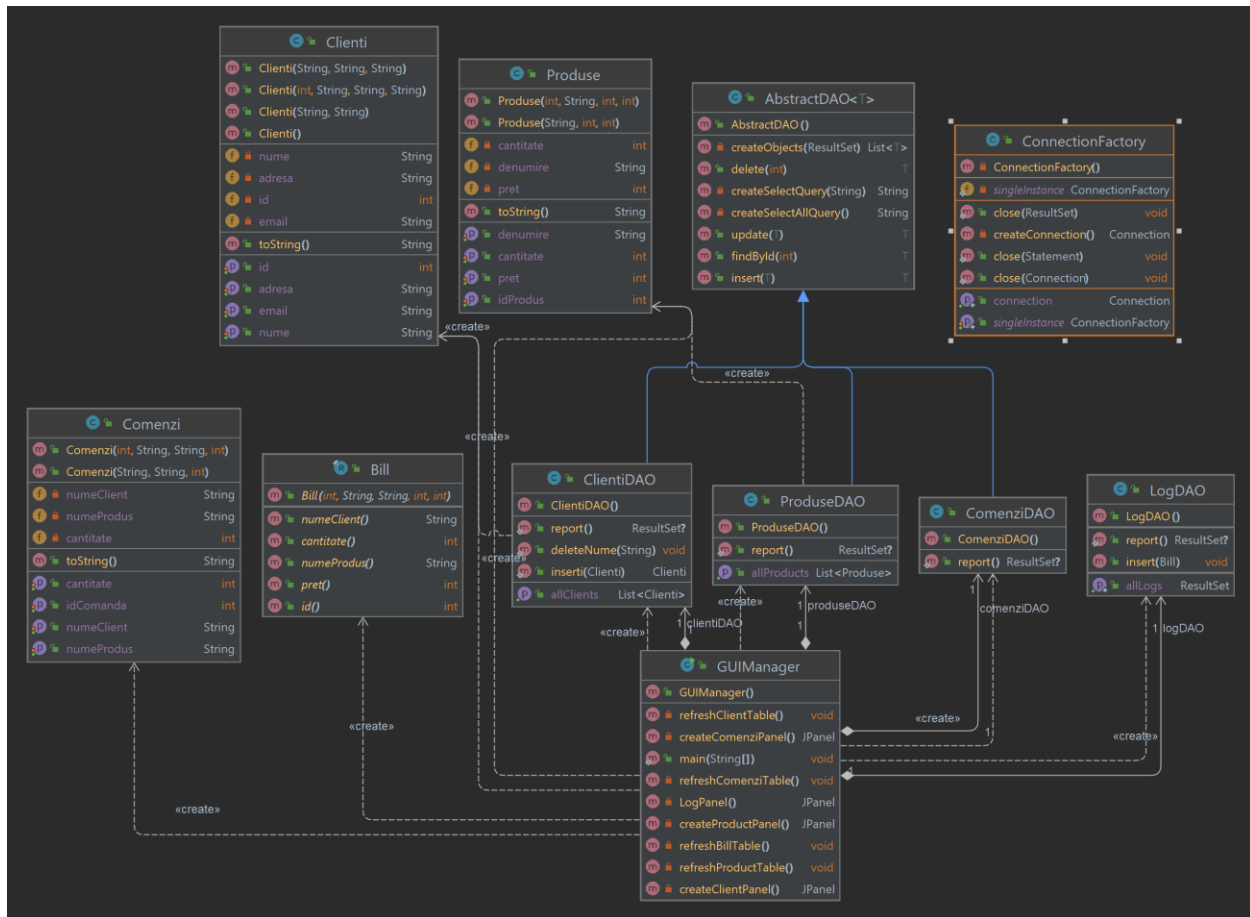 Clienti
Clienti(String, String, String)
Clienti(int, String, String, String)
Clienti(String, String)
Clienti()
nume String
adresa String
id int
email String
toString() String
id int
adresa String
email String
nume String
Produse
Produse(int, String, int, int)
Produse(String, int, int)
cantitate int
denumire String
pret int
toString() String
denumire String
cantitate int
pret int
idProdus int
AbstractDAO<T>
AbstractDAO()
createObjects(ResultSet) List<T>
delete(int) T
createSelectQuery(String) String
createSelectAllQuery() String
update(T) T
findById(int) T
insert(T) T
ConnectionFactory
ConnectionFactory()
singleInstance ConnectionFactory
close(ResultSet) void
createConnection() Connection
close(Statement) void
close(Connection) void
connection Connection
singleInstance ConnectionFactory
«create»
«create»
«create»
Comenzi
Comenzi(int, String, String, int)
Comenzi(String, String, int)
numeClient String
numeProdus String
cantitate int
toString() String
cantitate int
idComanda int
numeClient String
numeProdus String
Bill
Bill(int, String, String, int, int)
numeClient() String
cantitate() int
numeProdus() String
pret() int
id() int
ClientiDAO
ClientiDAO()
report() ResultSet?
deleteNume(String) void
inserti(Clienti) Clienti
allClients List<Clienti>
«create»
ProduseDAO
ProduseDAO()
report() ResultSet?
allProducts List<Produse>
ComenziDAO
ComenziDAO()
report() ResultSet?
LogDAO
LogDAO()
report() ResultSet?
insert(Bill) void
allLogs ResultSet
«create»
1
clientiDAO
1
«create»
1
produseDAO
1
comenziDAO
1
logDAO
GUIManager
GUIManager()
refreshClientTable() void
createComenziPanel() JPanel
main(String[]) void
refreshComenziTable() void
LogPanel() JPanel
createProductPanel() JPanel
refreshBillTable() void
refreshProductTable() void
createClientPanel() JPanel
«create»
1
«create»
1
«create»
«create»